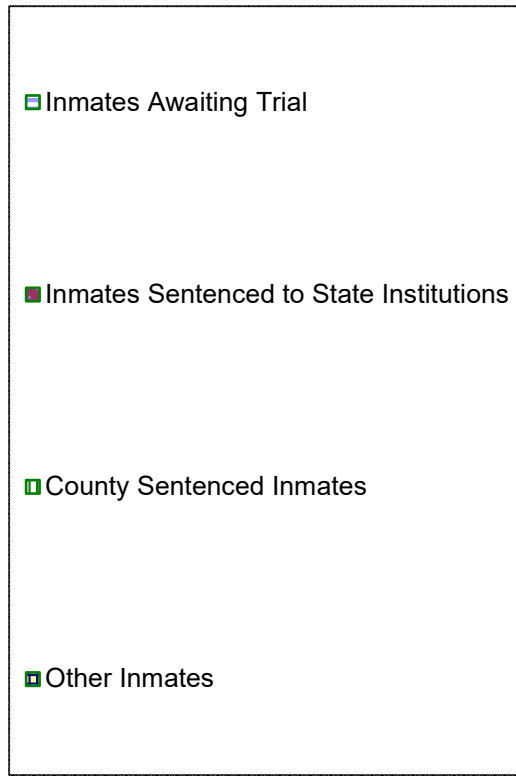 Inmates Awaiting Trial
Inmates Sentenced to State Institutions
County Sentenced Inmates
Other Inmates